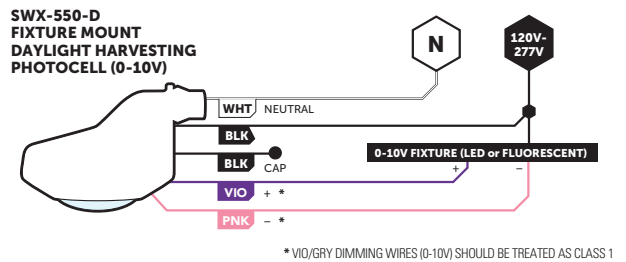 SWX-550-D
FIXTURE MOUNT
DAYLIGHT HARVESTING
PHOTOCELL (0-10V)
N
120V-
277V
WHT NEUTRAL
BLK
BLK CAP
0-10V FIXTURE (LED or FLUORESCENT)
+ –
VIO + *
PNK – *
* VIO/GRY DIMMING WIRES (0-10V) SHOULD BE TREATED AS CLASS 1